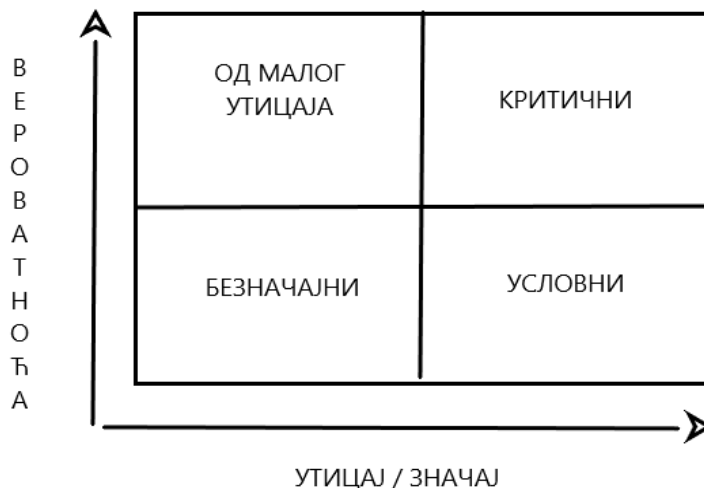 ВЕРОВАТНОЋА
ОД МАЛОГ
УТИЦАЈА
КРИТИЧНИ
БЕЗНАЧАЈНИ
УСЛОВНИ
УТИЦАЈ / ЗНАЧАЈ